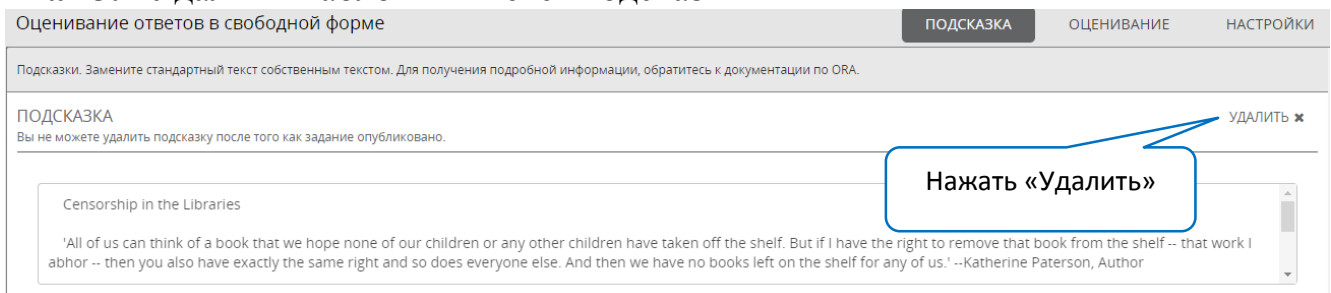 Оценивание ответов в свободной форме
ПОДСКАЗКА ОЦЕНИВАНИЕ НАСТРОЙКИ
Подсказки. Замените стандартный текст собственным текстом. Для получения подробной информации, обратитесь к документации по ORA.
ПОДСКАЗКА
УДАЛИТЬ ✖
Вы не можете удалить подсказку после того как задание опубликовано.
Нажать «Удалить»
Censorship in the Libraries
'All of us can think of a book that we hope none of our children or any other children have taken off the shelf. But if I have the right to remove that book from the shelf -- that work I
abhor -- then you also have exactly the same right and so does everyone else. And then we have no books left on the shelf for any of us.' --Katherine Paterson, Author